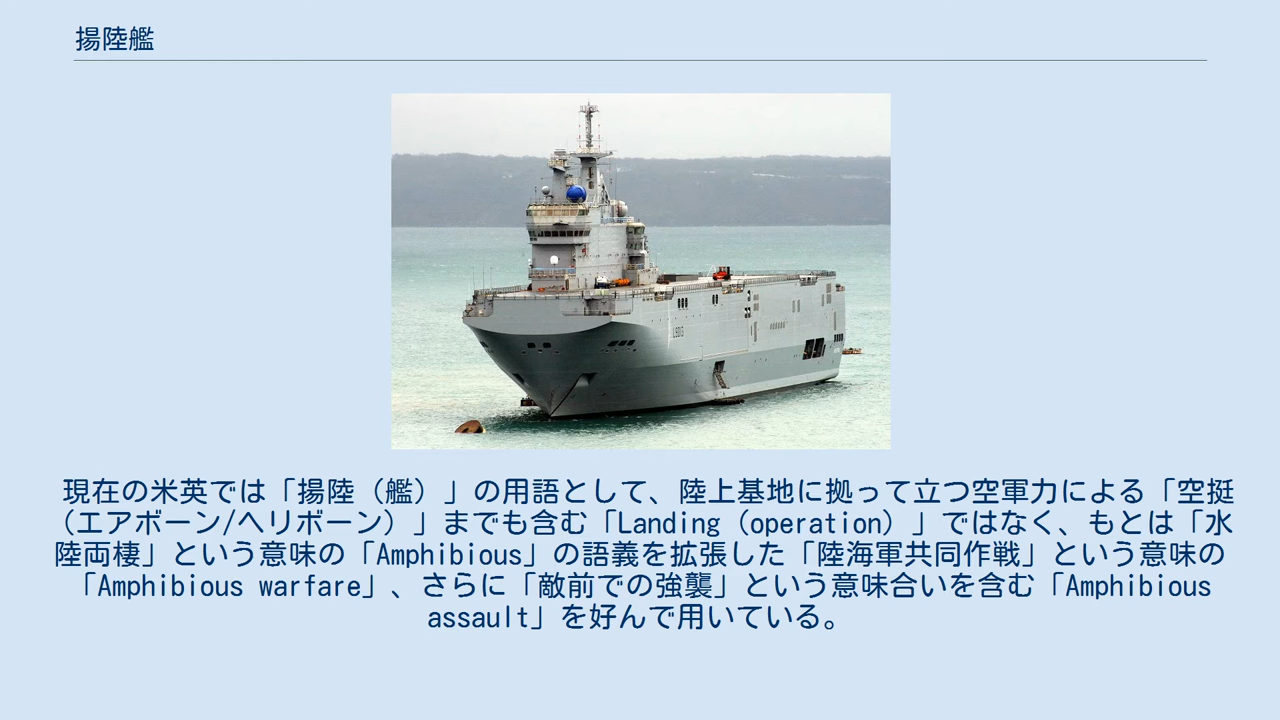 揚陸艦
L9013
現在の米英では「揚陸（艦）」の用語として、陸上基地に拠って立つ空軍力による「空挺
（エアボーン/ヘリボーン）」までも含む「Landing（operation）」ではなく、もとは「水
陸両棲」という意味の「Amphibious」の語義を拡張した「陸海軍共同作戦」という意味の
「Amphibious warfare」、さらに「敵前での強襲」という意味合いを含む「Amphibious
assault」を好んで用いている。